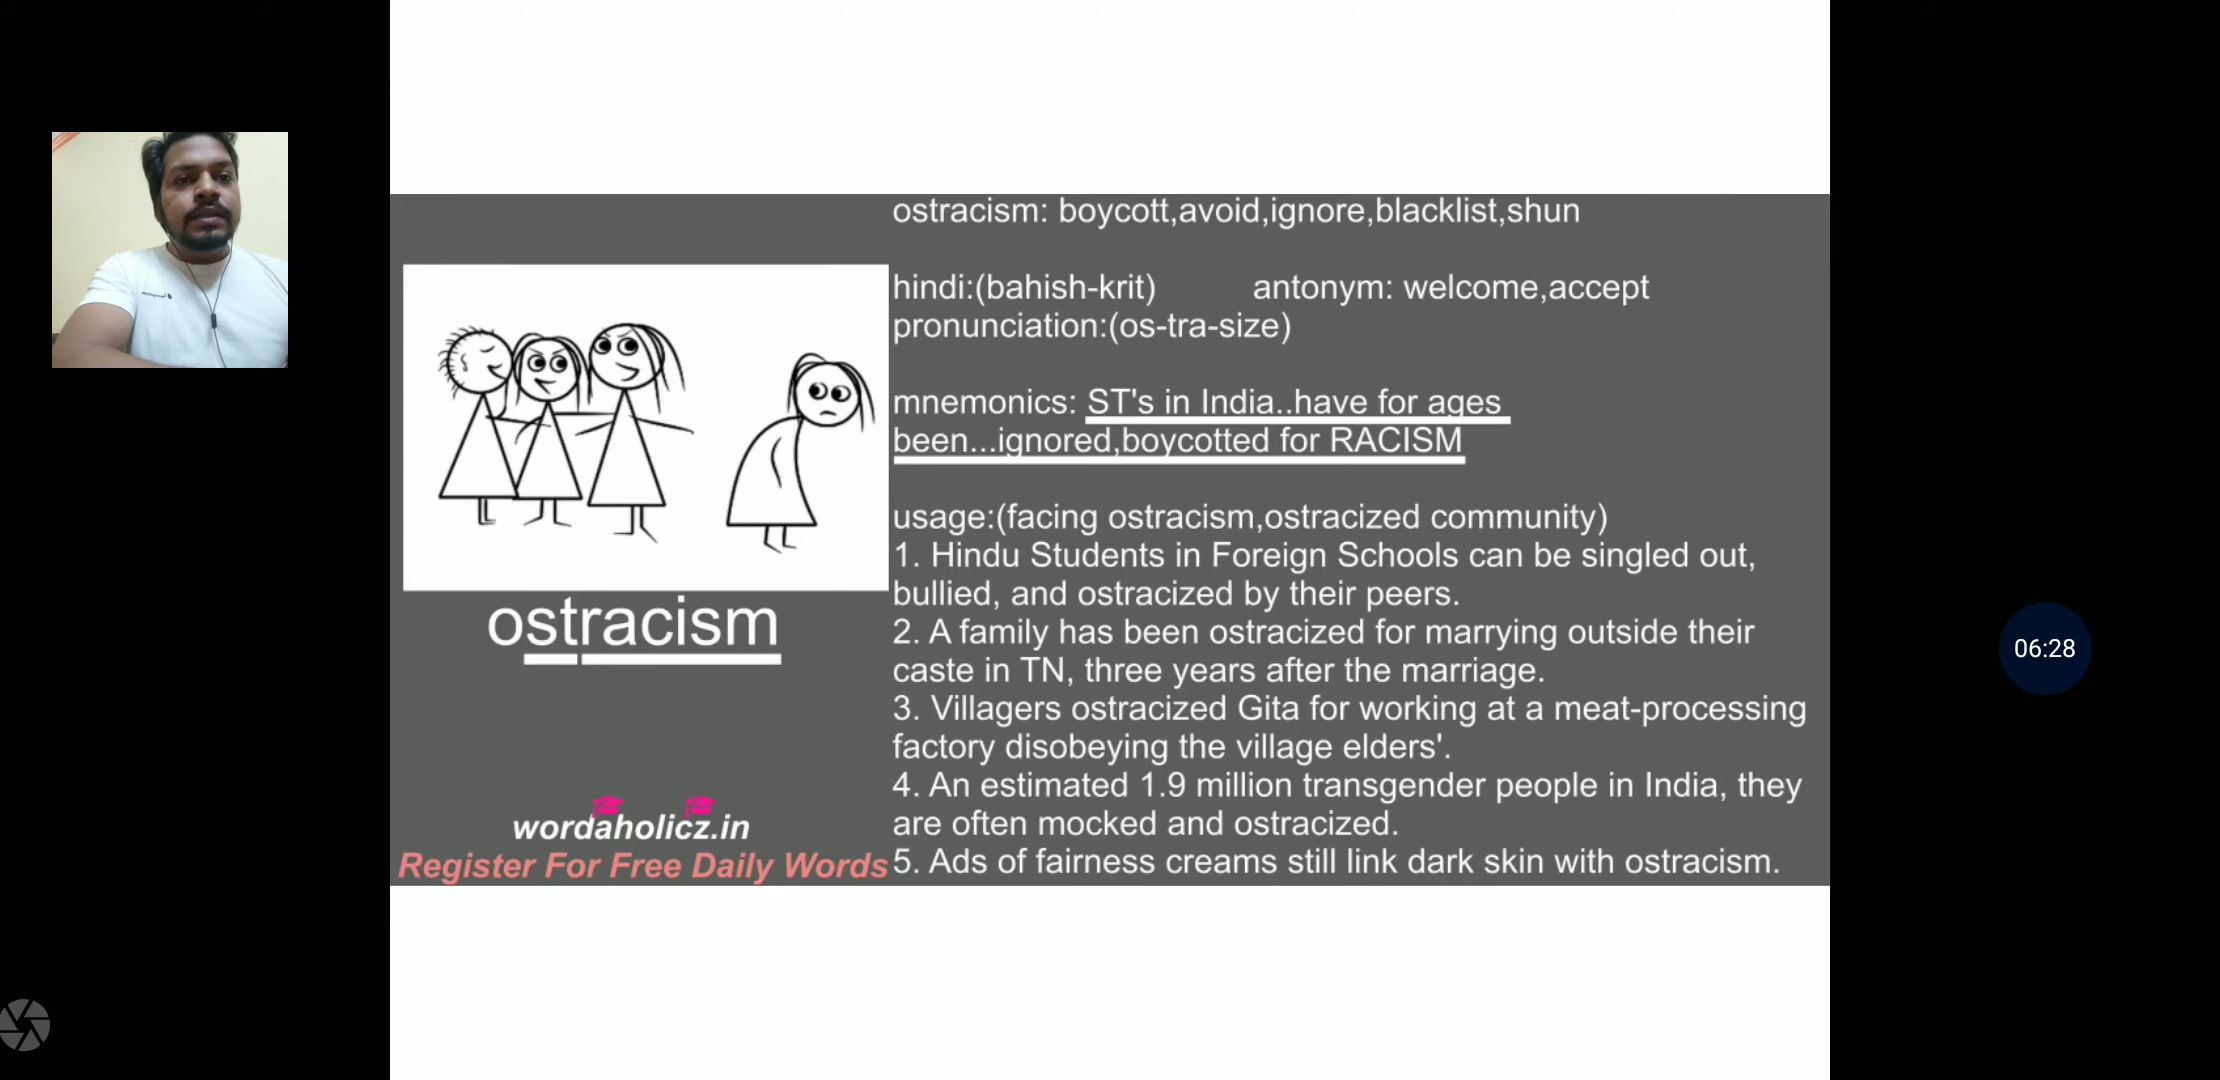 ostracism: boycott,avoid,ignore,blacklist,shun
hindi:(bahish-krit) antonym: welcome,accept
pronunciation:(os-tra-size)
mnemonics: ST's in India..have for ages
been...ignored,boycotted for RACISM
usage:(facing ostracism,ostracized community)
1. Hindu Students in Foreign Schools can be singled out,
bullied, and ostracized by their peers.
2. A family has been ostracized for marrying outside their
caste in TN, three years after the marriage.
3. Villagers ostracized Gita for working at a meat-processing
factory disobeying the village elders'.
4. An estimated 1.9 million transgender people in India, they
are often mocked and ostracized.
5. Ads of fairness creams still link dark skin with ostracism.
ostracism
wordaholicz.in
Register For Free Daily Words
06:28